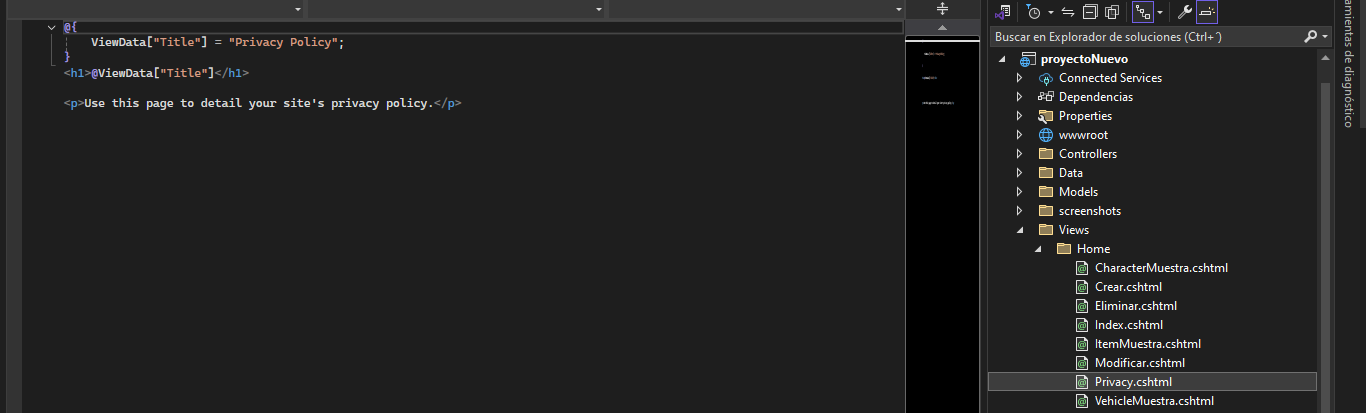 @{
ViewData["Title"] = "Privacy Policy";
}
<h1>@ViewData["Title"]</h1>
<p>Use this page to detail your site's privacy policy.</p>
Buscar en Explorador de soluciones (Ctrl+´)
proyectoNuevo
Connected Services
Dependencias
Properties
wwwroot
Controllers
Data
Models
screenshots
Views
Home
CharacterMuestra.cshtml
Crear.cshtml
Eliminar.cshtml
Index.cshtml
ItemMuestra.cshtml
Modificar.cshtml
Privacy.cshtml
VehicleMuestra.cshtml
amientas de diagnóstico